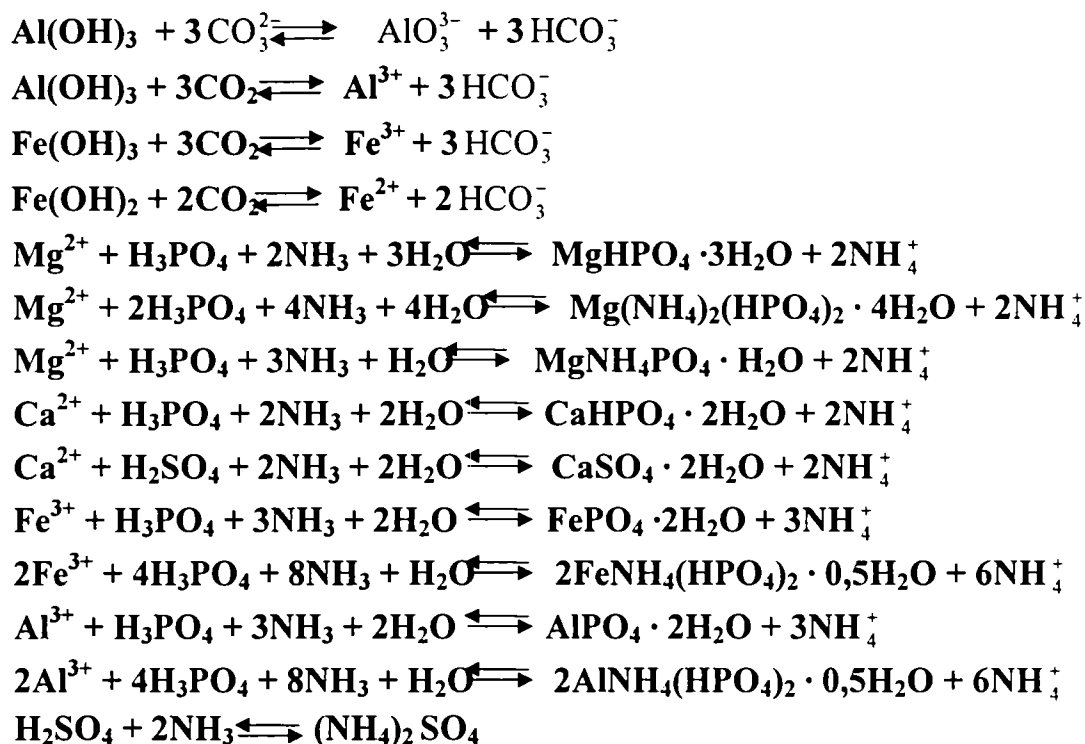 Al(OH)₃ + 3CO₃²⁻ ⇌ AlO₃³⁻ + 3HCO₃⁻
Al(OH)₃ + 3CO₂ ⇌ Al³⁺ + 3HCO₃⁻
Fe(OH)₃ + 3CO₂ ⇌ Fe³⁺ + 3HCO₃⁻
Fe(OH)₂ + 2CO₂ ⇌ Fe²⁺ + 2HCO₃⁻
Mg²⁺ + H₃PO₄ + 2NH₃ + 3H₂O ⇌ MgHPO₄ ·3H₂O + 2NH₄⁺
Mg²⁺ + 2H₃PO₄ + 4NH₃ + 4H₂O ⇌ Mg(NH₄)₂(HPO₄)₂ · 4H₂O + 2NH₄⁺
Mg²⁺ + H₃PO₄ + 3NH₃ + H₂O ⇌ MgNH₄PO₄ · H₂O + 2NH₄⁺
Ca²⁺ + H₃PO₄ + 2NH₃ + 2H₂O ⇌ CaHPO₄ · 2H₂O + 2NH₄⁺
Ca²⁺ + H₂SO₄ + 2NH₃ + 2H₂O ⇌ CaSO₄ · 2H₂O + 2NH₄⁺
Fe³⁺ + H₃PO₄ + 3NH₃ + 2H₂O ⇌ FePO₄ ·2H₂O + 3NH₄⁺
2Fe³⁺ + 4H₃PO₄ + 8NH₃ + H₂O ⇌ 2FeNH₄(HPO₄)₂ · 0,5H₂O + 6NH₄⁺
Al³⁺ + H₃PO₄ + 3NH₃ + 2H₂O ⇌ AlPO₄ · 2H₂O + 3NH₄⁺
2Al³⁺ + 4H₃PO₄ + 8NH₃ + H₂O ⇌ 2AlNH₄(HPO₄)₂ · 0,5H₂O + 6NH₄⁺
H₂SO₄ + 2NH₃ ⇌ (NH₄)₂ SO₄